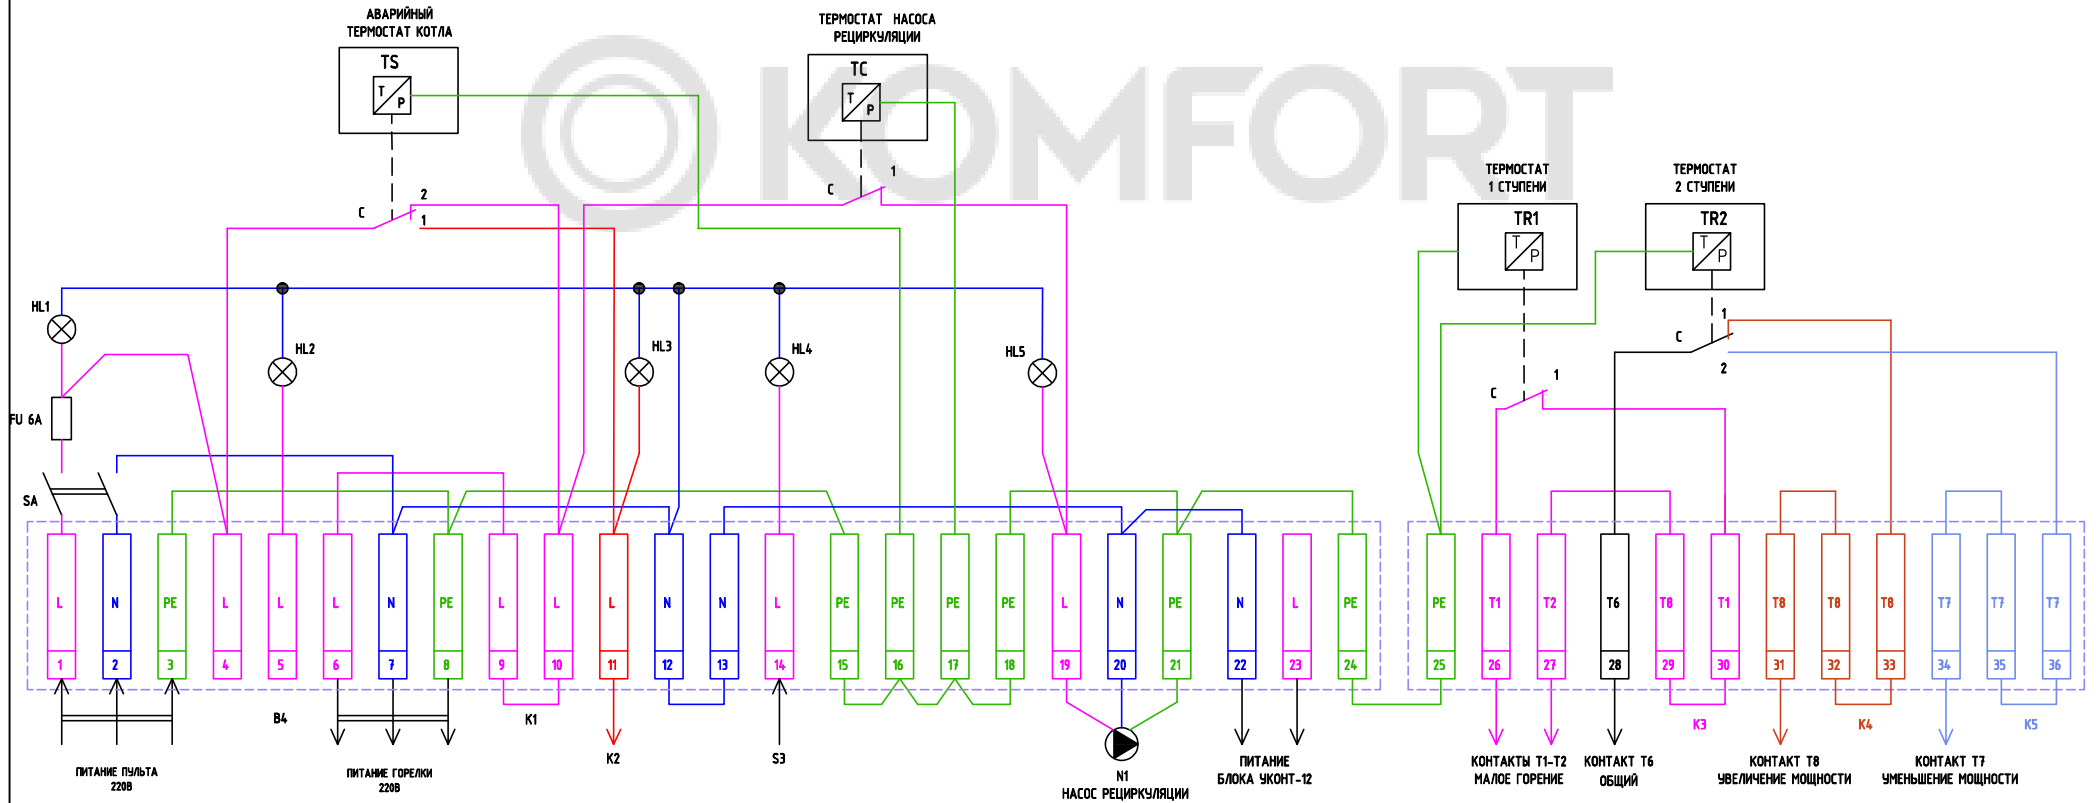 АВАРИЙНЫЙ
ТЕРМОСТАТ КОТЛА
TS
T
P
ТЕРМОСТАТ НАСОСА
РЕЦИРКУЛЯЦИИ
TC
T
P
KOMFORT
ТЕРМОСТАТ
1 СТУПЕНИ
TR1
T
P
ТЕРМОСТАТ
2 СТУПЕНИ
TR2
T
P
C
2
1
C
1
C
1
2
C
1
HL1
HL2
HL3
HL4
HL5
FU 6A
SA
L
N
PE
L
L
L
N
PE
L
L
L
N
N
L
PE
PE
PE
PE
L
N
PE
N
L
PE
PE
T1
T2
T6
T8
T1
T8
T8
T8
T7
T7
T7
1
2
3
4
5
6
7
8
9
10
11
12
13
14
15
16
17
18
19
20
21
22
23
24
25
26
27
28
29
30
31
32
33
34
35
36
B4
K1
K2
S3
K3
K4
K5
ПИТАНИЕ ПУЛЬТА
220В
ПИТАНИЕ ГОРЕЛКИ
220В
N1
НАСОС РЕЦИРКУЛЯЦИИ
ПИТАНИЕ
БЛОКА УКОНТ-12
КОНТАКТЫ Т1-Т2
МАЛОЕ ГОРЕНИЕ
КОНТАКТ Т6
ОБЩИЙ
КОНТАКТ Т8
УВЕЛИЧЕНИЕ МОЩНОСТИ
КОНТАКТ Т7
УМЕНЬШЕНИЕ МОЩНОСТИ